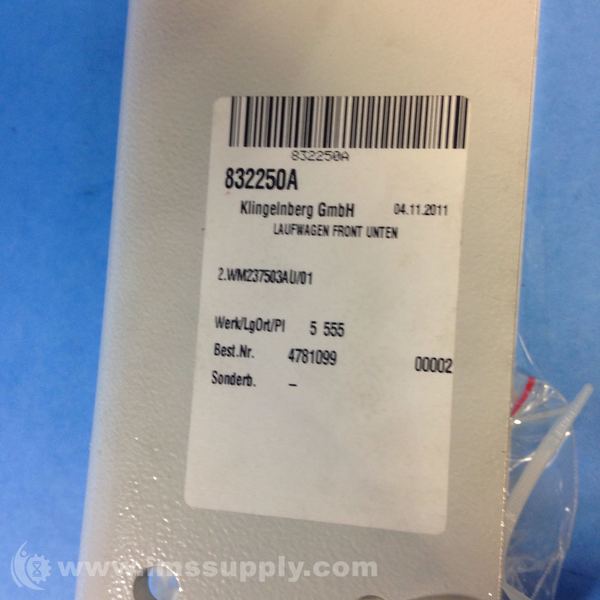 832250A
832250A
Klingelnberg GmbH 04.11.2011
LAUFWAGEN FRONT UNTEN
2.WM237503AU/01
Werk/LgOrt/Pl 5 555
Best.Nr. 4781099 00002
Sonderb. –
www.imssupply.com